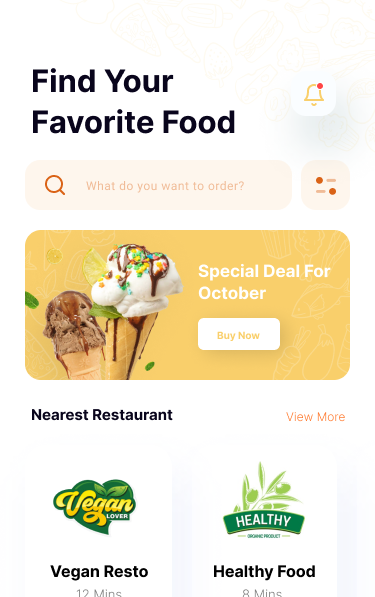 Find Your
Favorite Food
What do you want to order?
Special Deal For
October
Buy Now
Nearest Restaurant
View More
Vegan
LOVER
HEALTHY
ORGANIC PRODUCT
Vegan Resto
Healthy Food
12 Mins
8 Mins